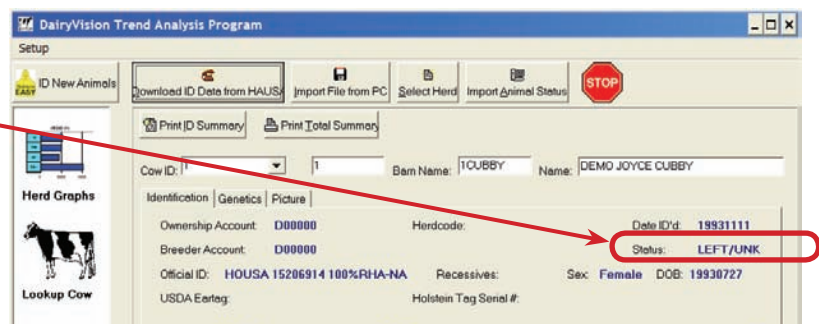 DairyVision Trend Analysis Program
Setup
EASY ID New Animals
Download ID Data from HAUSA
Import File from PC
Select Herd
Import Animal Status
STOP
Print ID Summary
Print Total Summary
Cow ID: 1 1 Barn Name: 1CUBBY Name: DEMO JOYCE CUBBY
Herd Graphs
Identification Genetics Picture
Ownership Account: D00000 Herdcode: Date ID'd: 19931111
Breeder Account: D00000 Status: LEFT/UNK
Official ID: HOUSA 15206914 100%RHA-NA Recessives: Sex: Female DOB: 19930727
Lookup Cow
USDA Eartag: Holstein Tag Serial #: